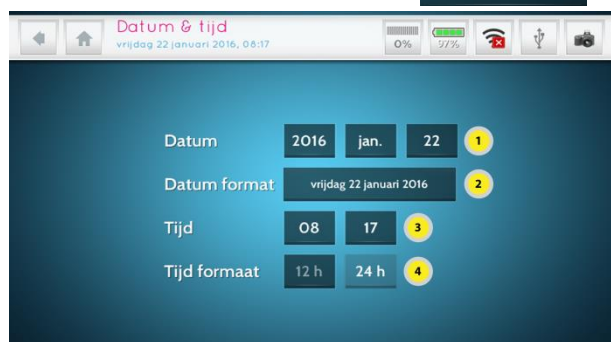 Datum & tijd
vrijdag 22 januari 2016, 08:17
0%
97%
Datum 2016 jan. 22 1
Datum format vrijdag 22 januari 2016 2
Tijd 08 17 3
Tijd formaat 12 h 24 h 4